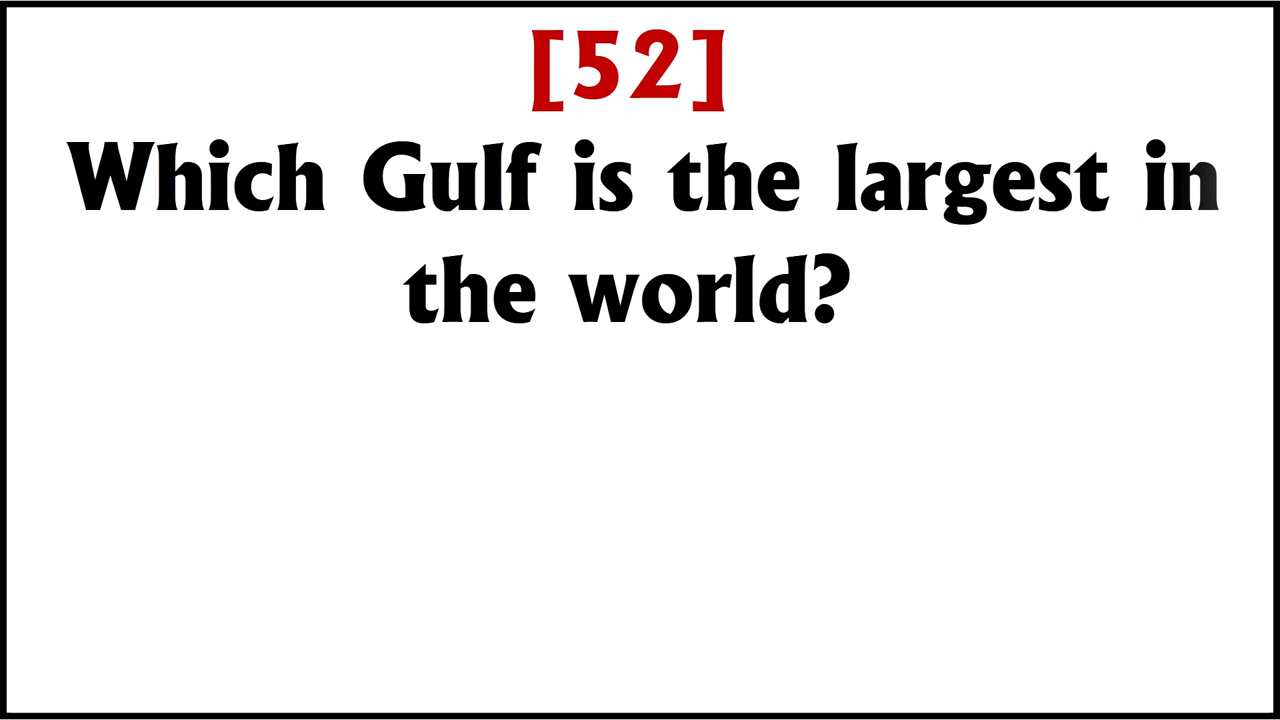 [52]
Which Gulf is the largest in
the world?